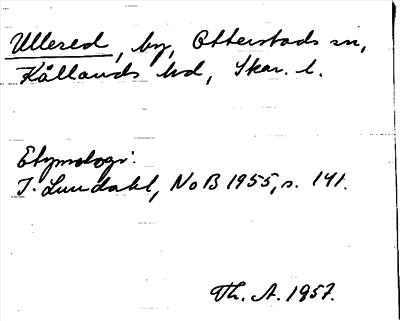 Ullered, by, Otterstads sn,
Kållands hd, Skar. l.
Etymologi:
I. Lundahl, NoB 1955, s. 141.
Th. A. 1957.